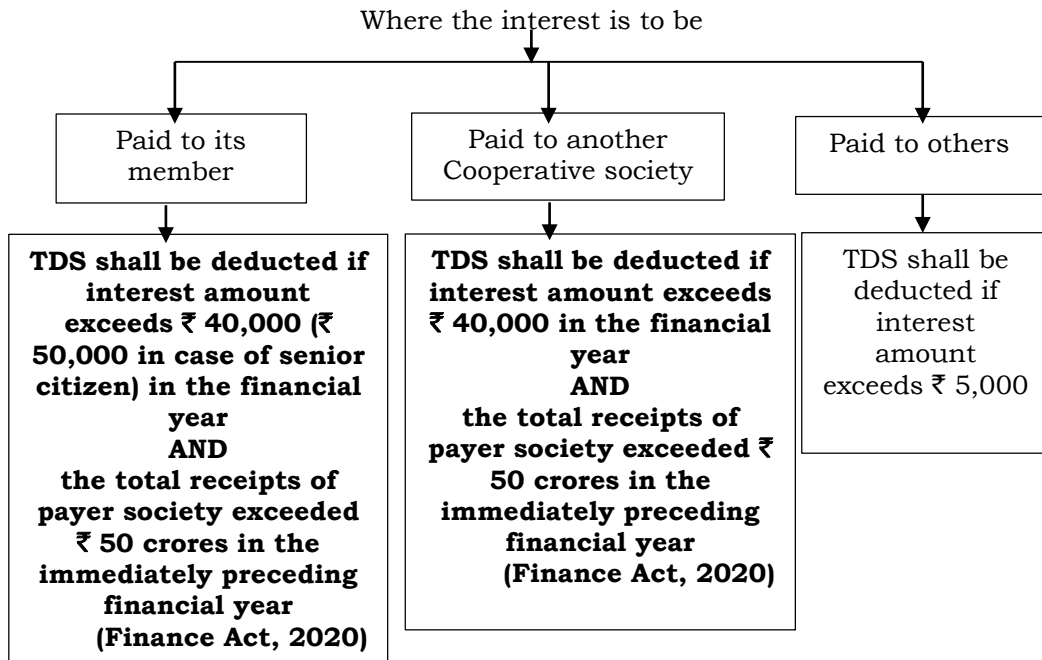 Where the interest is to be
Paid to its
member
Paid to another
Cooperative society
Paid to others
TDS shall be deducted if
interest amount
exceeds ₹ 40,000 (₹
50,000 in case of senior
citizen) in the financial
year
AND
the total receipts of
payer society exceeded
₹ 50 crores in the
immediately preceding
financial year
(Finance Act, 2020)
TDS shall be deducted if
interest amount exceeds
₹ 40,000 in the financial
year
AND
the total receipts of
payer society exceeded ₹
50 crores in the
immediately preceding
financial year
(Finance Act, 2020)
TDS shall be
deducted if
interest
amount
exceeds ₹ 5,000